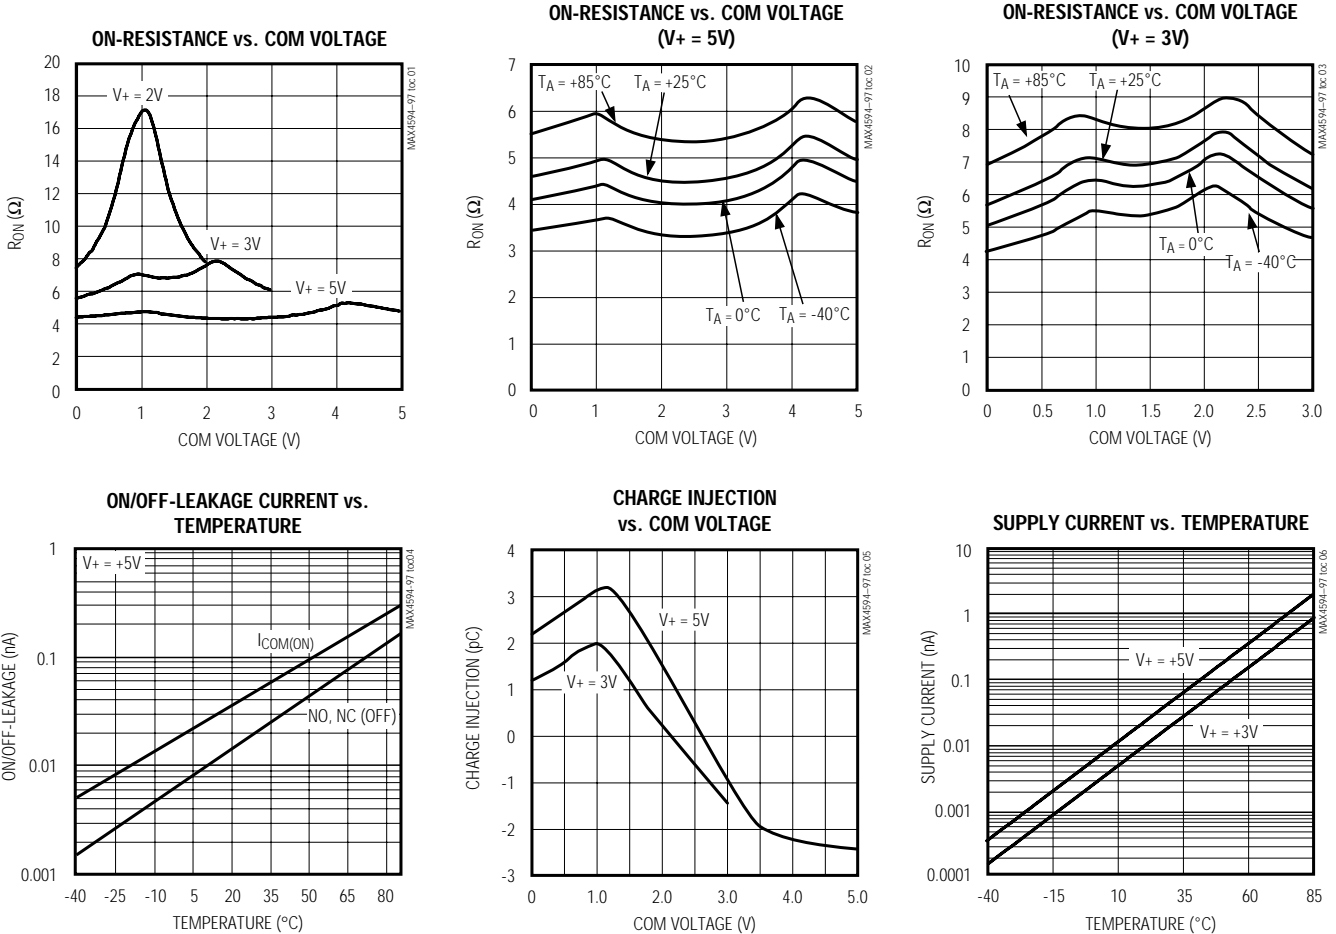 ON-RESISTANCE vs. COM VOLTAGE
20
18
16
14
12
10
8
6
4
2
0
RON (Ω)
V+ = 2V
V+ = 3V
V+ = 5V
0 1 2 3 4 5
COM VOLTAGE (V)
MAX4594-97 toc 01
ON-RESISTANCE vs. COM VOLTAGE
(V+ = 5V)
7
6
5
4
3
2
1
0
RON (Ω)
TA = +85°C
TA = +25°C
TA = 0°C
TA = -40°C
0 1 2 3 4 5
COM VOLTAGE (V)
MAX4594-97 toc 02
ON-RESISTANCE vs. COM VOLTAGE
(V+ = 3V)
10
9
8
7
6
5
4
3
2
1
0
RON (Ω)
TA = +85°C
TA = +25°C
TA = 0°C
TA = -40°C
0 0.5 1.0 1.5 2.0 2.5 3.0
COM VOLTAGE (V)
MAX4594-97 toc 03
ON/OFF-LEAKAGE CURRENT vs.
TEMPERATURE
1
0.1
0.01
0.001
ON/OFF-LEAKAGE (nA)
V+ = +5V
ICOM(ON)
NO, NC (OFF)
-40 -25 -10 5 20 35 50 65 80
TEMPERATURE (°C)
MAX4594-97 toc04
CHARGE INJECTION
vs. COM VOLTAGE
4
3
2
1
0
-1
-2
-3
CHARGE INJECTION (pC)
V+ = 5V
V+ = 3V
0 1.0 2.0 3.0 4.0 5.0
COM VOLTAGE (V)
MAX4594-97 toc 05
SUPPLY CURRENT vs. TEMPERATURE
10
1
0.1
0.01
0.001
0.0001
SUPPLY CURRENT (nA)
V+ = +5V
V+ = +3V
-40 -15 10 35 60 85
TEMPERATURE (°C)
MAX4594-97 toc 06